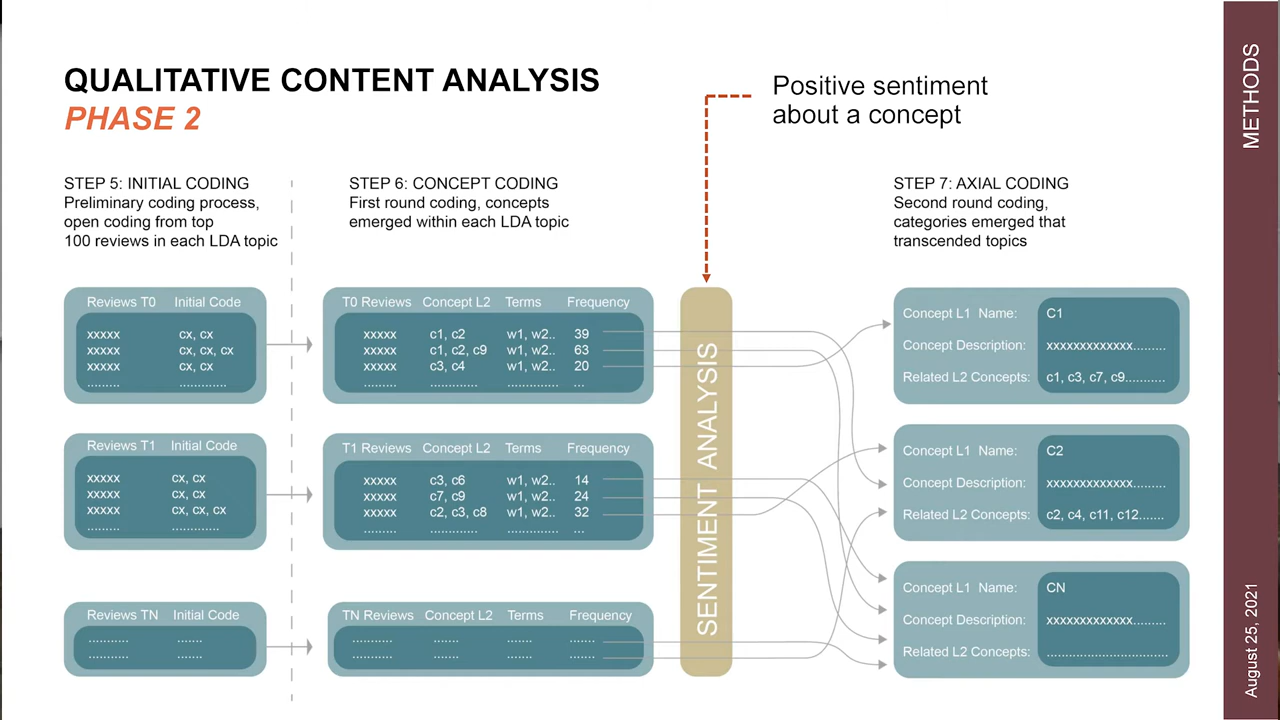 QUALITATIVE CONTENT ANALYSIS
PHASE 2
Positive sentiment
about a concept
METHODS
STEP 5: INITIAL CODING
Preliminary coding process,
open coding from top
100 reviews in each LDA topic
STEP 6: CONCEPT CODING
First round coding, concepts
emerged within each LDA topic
STEP 7: AXIAL CODING
Second round coding,
categories emerged that
transcended topics
Reviews T0 Initial Code
xxxxx cx, cx
xxxxx cx, cx, cx
xxxxx cx, cx
......... .............
T0 Reviews Concept L2 Terms Frequency
xxxxx c1, c2 w1, w2.. 39
xxxxx c1, c2, c9 w1, w2.. 63
xxxxx c3, c4 w1, w2.. 20
......... ............. .............. ...
Reviews T1 Initial Code
xxxxx cx, cx
xxxxx cx, cx
xxxxx cx, cx, cx
......... .............
T1 Reviews Concept L2 Terms Frequency
xxxxx c3, c6 w1, w2.. 14
xxxxx c7, c9 w1, w2.. 24
xxxxx c2, c3, c8 w1, w2.. 32
......... ............. .............. ...
Reviews TN Initial Code
........... .......
........... .......
TN Reviews Concept L2 Terms Frequency
........... ....... ....... .......
........... ....... ....... .......
SENTIMENT ANALYSIS
Concept L1 Name: C1
Concept Description: xxxxxxxxxxxxx.........
Related L2 Concepts: c1, c3, c7, c9...........
Concept L1 Name: C2
Concept Description: xxxxxxxxxxxxx.........
Related L2 Concepts: c2, c4, c11, c12.......
Concept L1 Name: CN
Concept Description: xxxxxxxxxxxxx.........
Related L2 Concepts: .................................
August 25, 2021